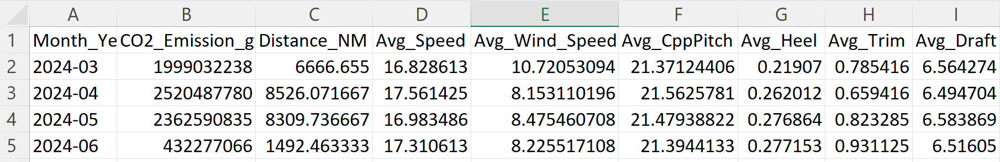 A B C D E F G H I
1 Month_Ye CO2_Emission_g Distance_NM Avg_Speed Avg_Wind_Speed Avg_CppPitch Avg_Heel Avg_Trim Avg_Draft
2 2024-03 1999032238 6666.655 16.828613 10.72053094 21.37124406 0.21907 0.785416 6.564274
3 2024-04 2520487780 8526.071667 17.561425 8.153110196 21.5625781 0.262012 0.659416 6.494704
4 2024-05 2362590835 8309.736667 16.983486 8.475460708 21.47938822 0.276864 0.823285 6.583869
5 2024-06 432277066 1492.463333 17.310613 8.225517108 21.3944133 0.277153 0.931125 6.51605